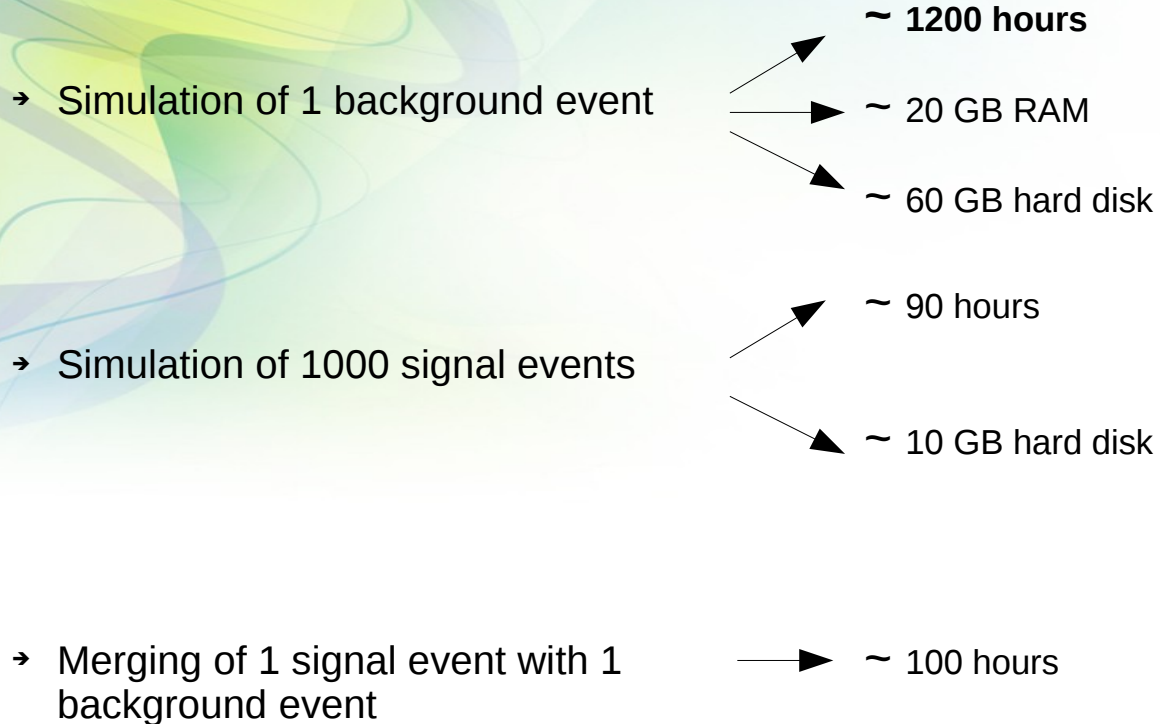 ~ 1200 hours
➔ Simulation of 1 background event
~ 20 GB RAM
~ 60 GB hard disk
~ 90 hours
➔ Simulation of 1000 signal events
~ 10 GB hard disk
➔ Merging of 1 signal event with 1
background event
~ 100 hours